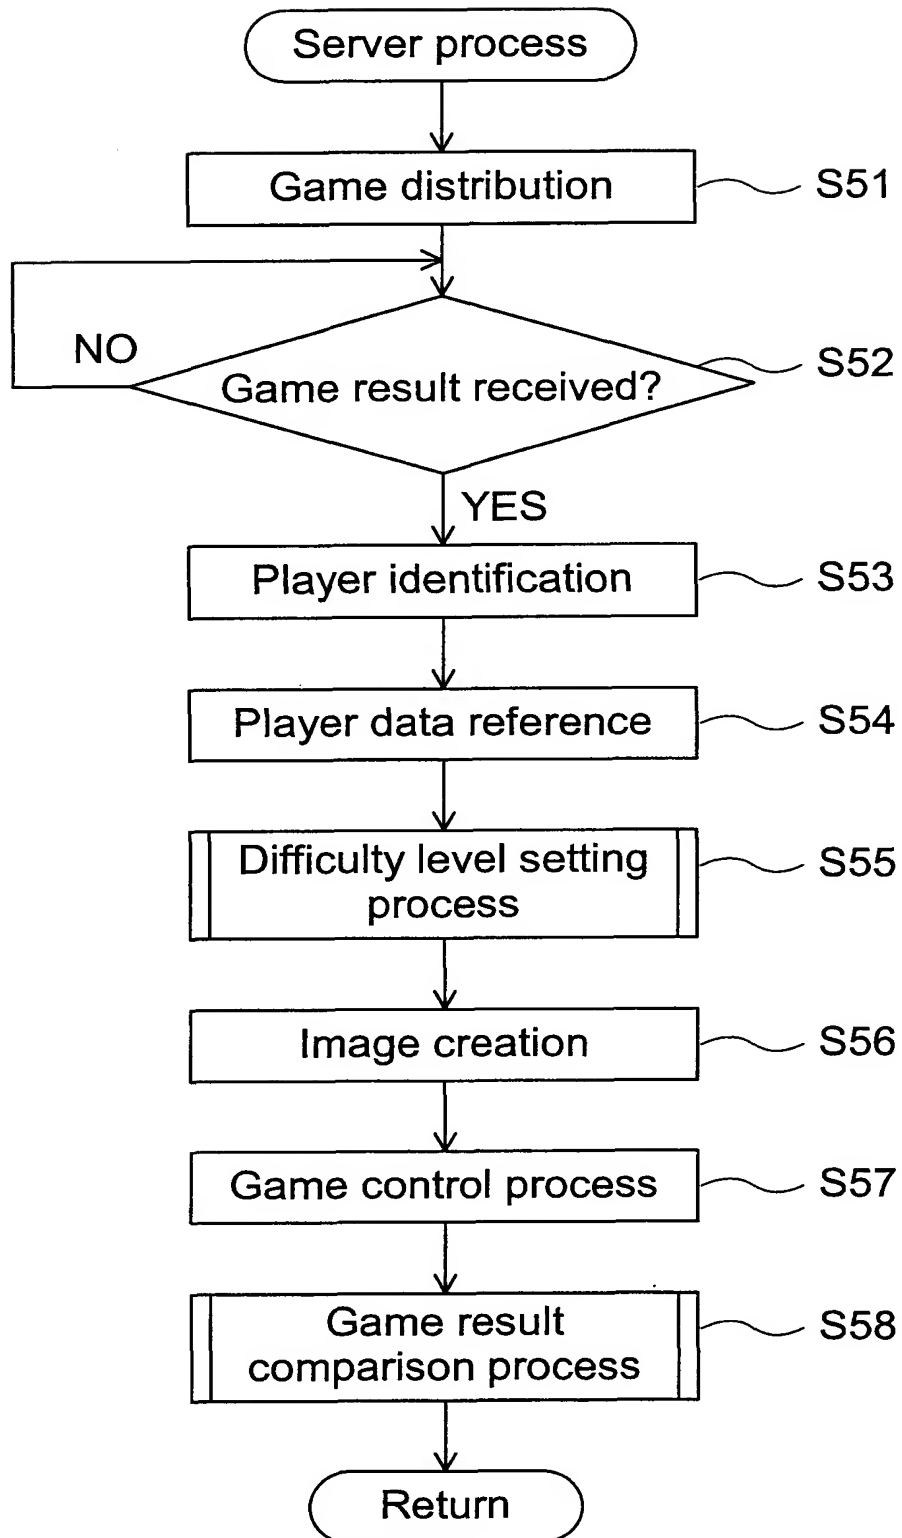 Server process
Game distribution
S51
NO
Game result received?
S52
YES
Player identification
S53
Player data reference
S54
Difficulty level setting
process
S55
Image creation
S56
Game control process
S57
Game result
comparison process
S58
Return